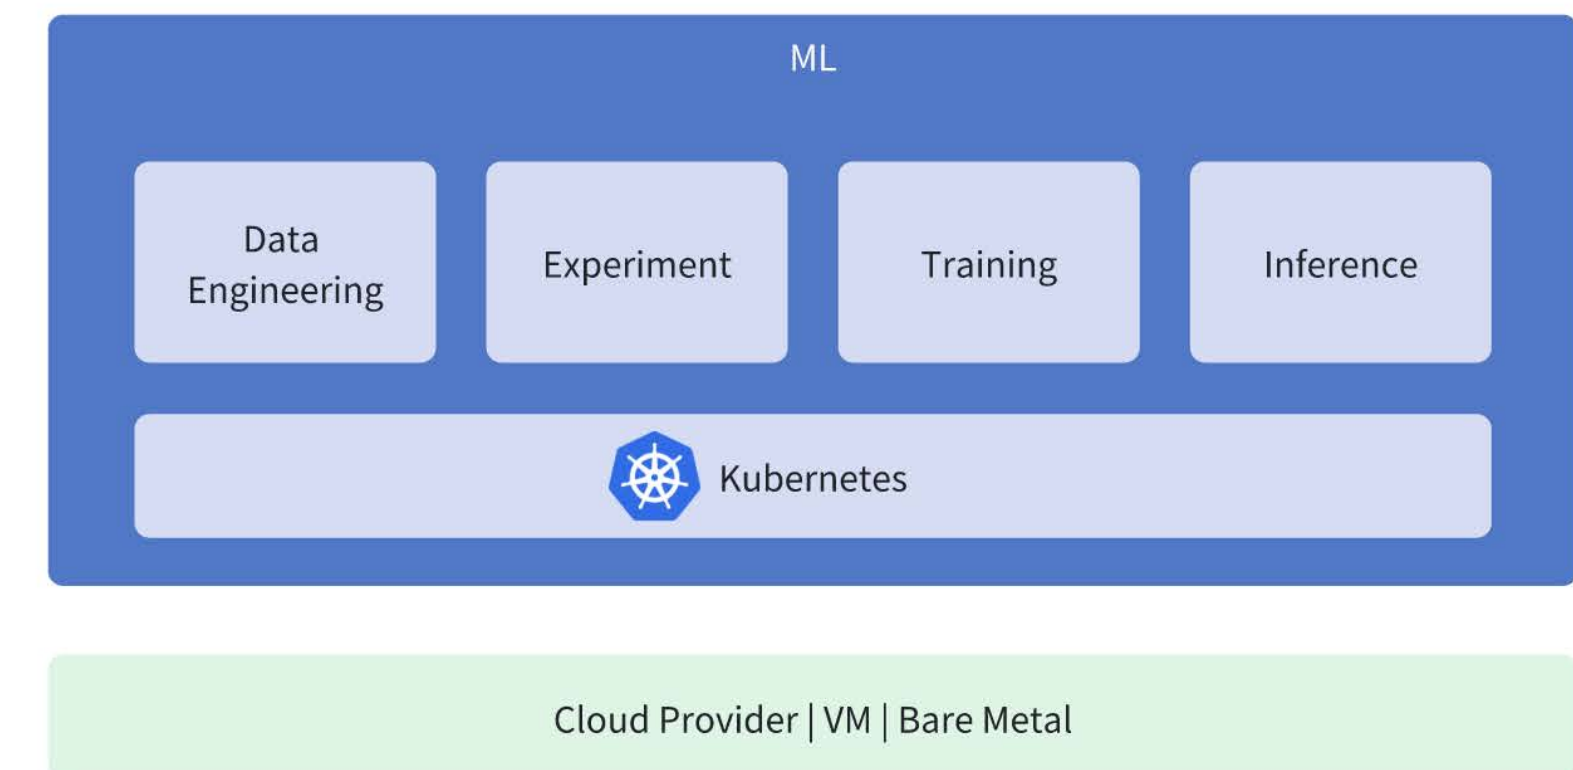 ML
Data
Engineering
Experiment
Training
Inference
Kubernetes
Cloud Provider | VM | Bare Metal